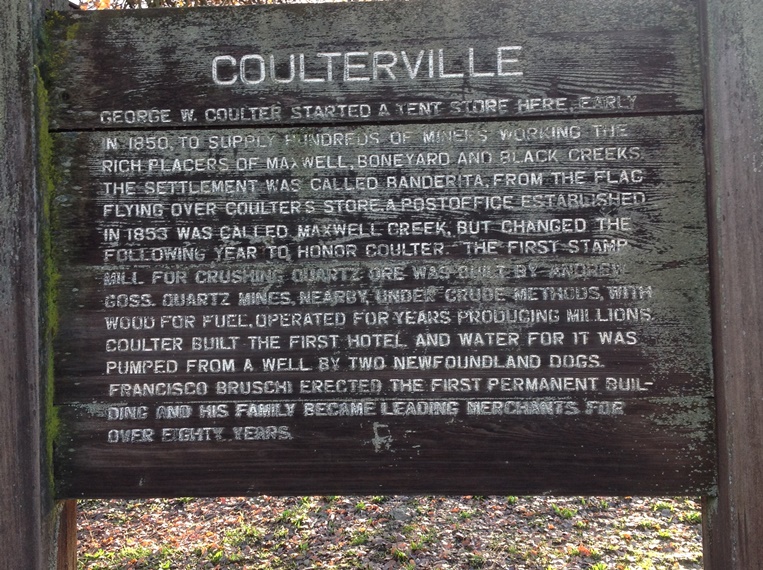 COULTERVILLE
GEORGE W. COULTER STARTED A TENT STORE HERE, EARLY
IN 1850, TO SUPPLY HUNDREDS OF MINERS WORKING THE
RICH PLACERS OF MAXWELL, BONEYARD AND BLACK CREEKS.
THE SETTLEMENT WAS CALLED BANDERITA, FROM THE FLAG
FLYING OVER COULTERS STORE. A POSTOFFICE ESTABLISHED
IN 1853 WAS CALLED MAXWELL CREEK, BUT CHANGED THE
FOLLOWING YEAR TO HONOR COULTER. THE FIRST STAMP
MILL FOR CRUSHING QUARTZ ORE WAS BUILT BY ANDREW
GOSS. QUARTZ MINES, NEARBY, UNDER CRUDE METHODS, WITH
WOOD FOR FUEL, OPERATED FOR YEARS PRODUCING MILLIONS.
COULTER BUILT THE FIRST HOTEL AND WATER FOR IT WAS
PUMPED FROM A WELL BY TWO NEWFOUNDLAND DOGS.
FRANCISCO BRUSCHI ERECTED THE FIRST PERMANENT BUIL-
DING AND HIS FAMILY BECAME LEADING MERCHANTS FOR
OVER EIGHTY YEARS.